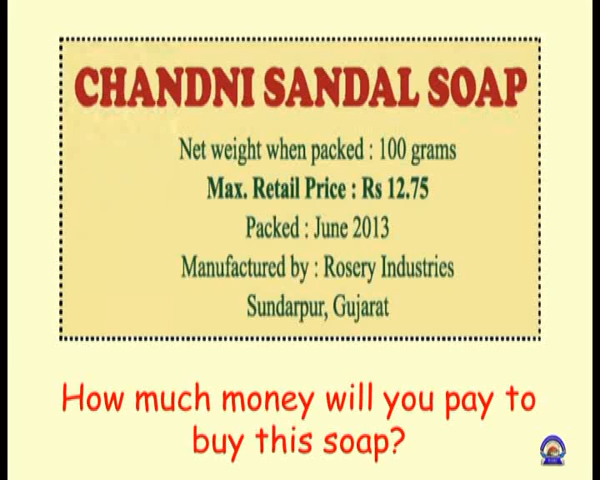 CHANDNI SANDAL SOAP
Net weight when packed : 100 grams
Max. Retail Price : Rs 12.75
Packed : June 2013
Manufactured by : Rosery Industries
Sundarpur, Gujarat
How much money will you pay to
buy this soap?